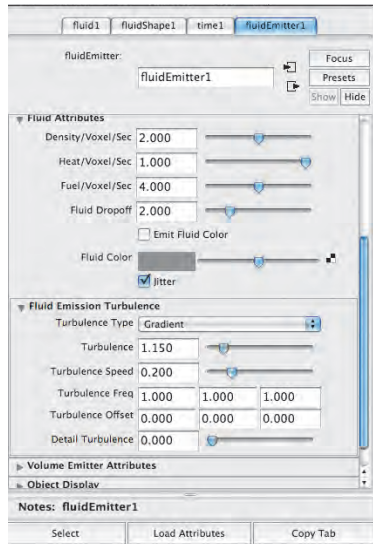 fluid1 fluidShape1 time1 fluidEmitter1
fluidEmitter: fluidEmitter1
Focus
Presets
Show Hide
Fluid Attributes
Density/Voxel/Sec 2.000
Heat/Voxel/Sec 1.000
Fuel/Voxel/Sec 4.000
Fluid Dropoff 2.000
Emit Fluid Color
Fluid Color
Jitter
Fluid Emission Turbulence
Turbulence Type Gradient
Turbulence 1.150
Turbulence Speed 0.200
Turbulence Freq 1.000 1.000 1.000
Turbulence Offset 0.000 0.000 0.000
Detail Turbulence 0.000
Volume Emitter Attributes
Object Display
Notes: fluidEmitter1
Select Load Attributes Copy Tab